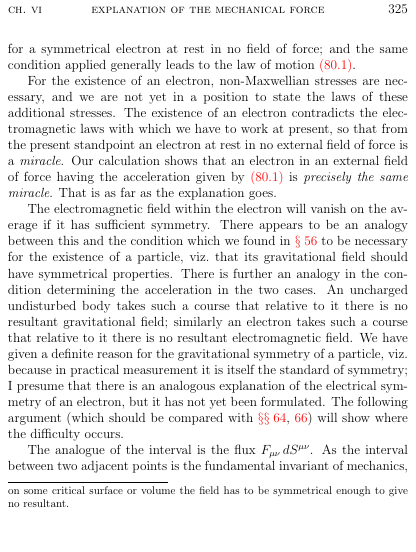 CH. VI EXPLANATION OF THE MECHANICAL FORCE 325
for a symmetrical electron at rest in no field of force; and the same
condition applied generally leads to the law of motion (80.1).
For the existence of an electron, non-Maxwellian stresses are nec-
essary, and we are not yet in a position to state the laws of these
additional stresses. The existence of an electron contradicts the elec-
tromagnetic laws with which we have to work at present, so that from
the present standpoint an electron at rest in no external field of force is
a miracle. Our calculation shows that an electron in an external field
of force having the acceleration given by (80.1) is precisely the same
miracle. That is as far as the explanation goes.
The electromagnetic field within the electron will vanish on the av-
erage if it has sufficient symmetry. There appears to be an analogy
between this and the condition which we found in § 56 to be necessary
for the existence of a particle, viz. that its gravitational field should
have symmetrical properties. There is further an analogy in the con-
dition determining the acceleration in the two cases. An uncharged
undisturbed body takes such a course that relative to it there is no
resultant gravitational field; similarly an electron takes such a course
that relative to it there is no resultant electromagnetic field. We have
given a definite reason for the gravitational symmetry of a particle, viz.
because in practical measurement it is itself the standard of symmetry;
I presume that there is an analogous explanation of the electrical sym-
metry of an electron, but it has not yet been formulated. The following
argument (which should be compared with §§ 64, 66) will show where
the difficulty occurs.
The analogue of the interval is the flux Fμν dSμν. As the interval
between two adjacent points is the fundamental invariant of mechanics,
on some critical surface or volume the field has to be symmetrical enough to give
no resultant.